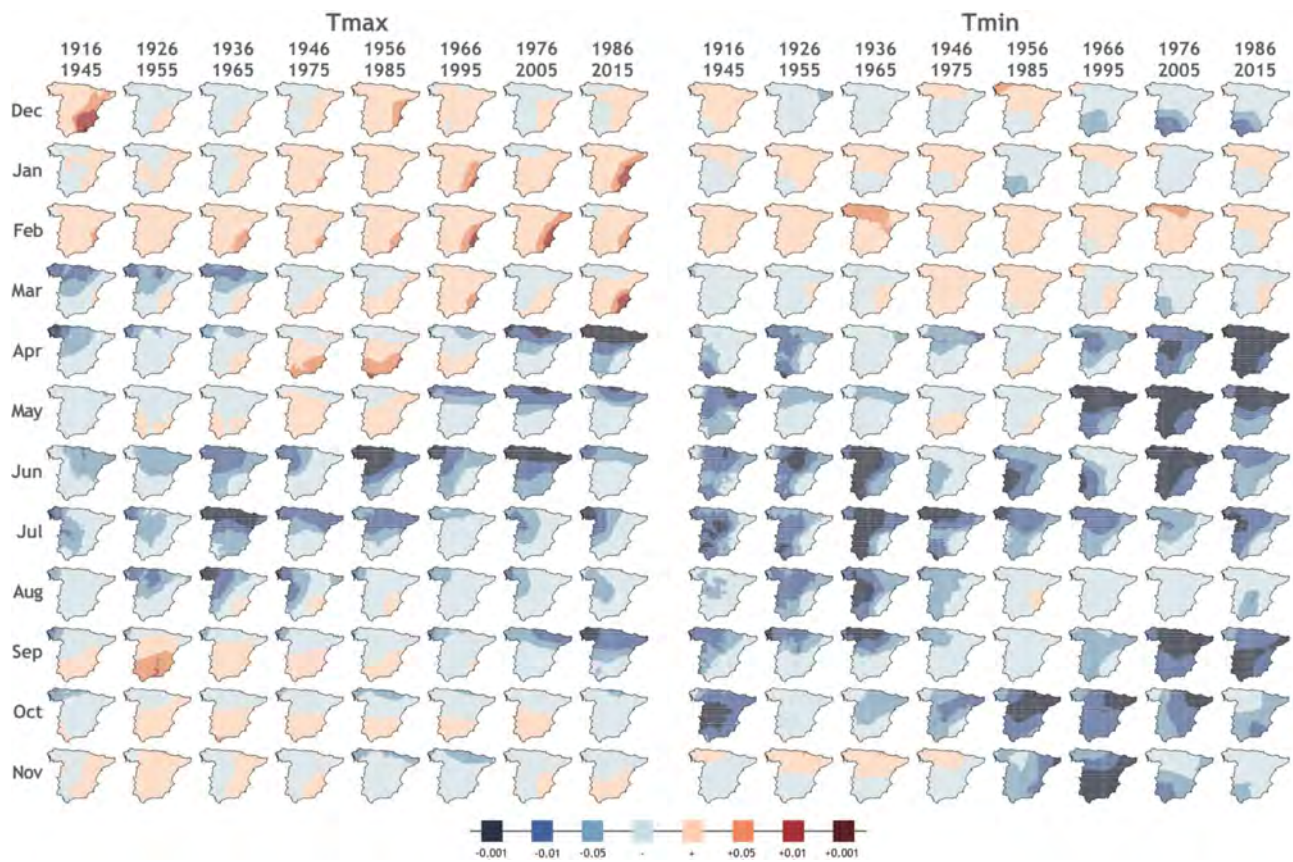 Tmax Tmin
1916 1926 1936 1946 1956 1966 1976 1986 1916 1926 1936 1946 1956 1966 1976 1986
1945 1955 1965 1975 1985 1995 2005 2015 1945 1955 1965 1975 1985 1995 2005 2015
Dec
Jan
Feb
Mar
Apr
May
Jun
Jul
Aug
Sep
Oct
Nov
-0.001 -0.01 -0.05 - + +0.05 +0.01 +0.001